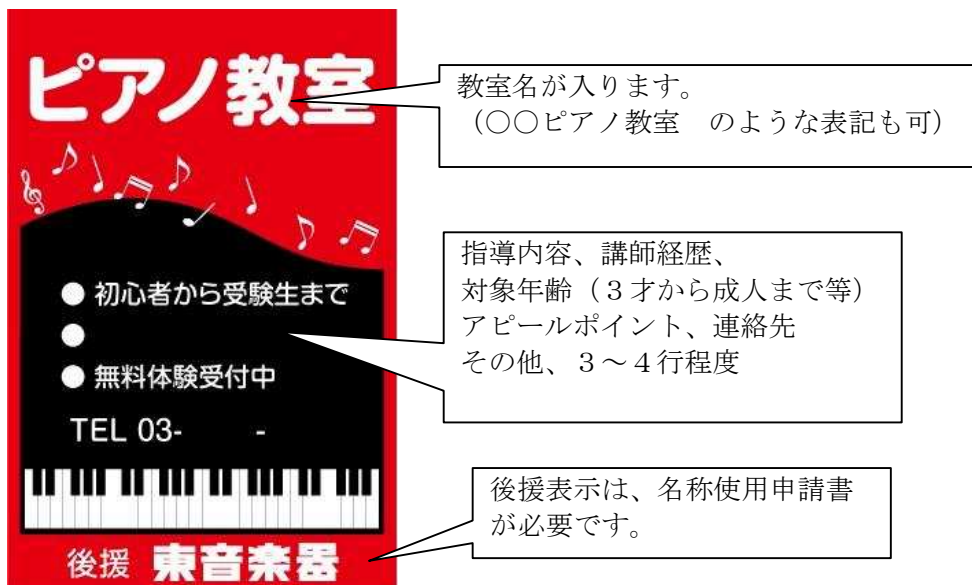 ピアノ教室
教室名が入ります。
（○○ピアノ教室　のような表記も可）
● 初心者から受験生まで
●
● 無料体験受付中
TEL 03-　　-
指導内容、講師経歴、
対象年齢（３才から成人まで等）
アピールポイント、連絡先
その他、３～４行程度
後援 東音楽器
後援表示は、名称使用申請書
が必要です。